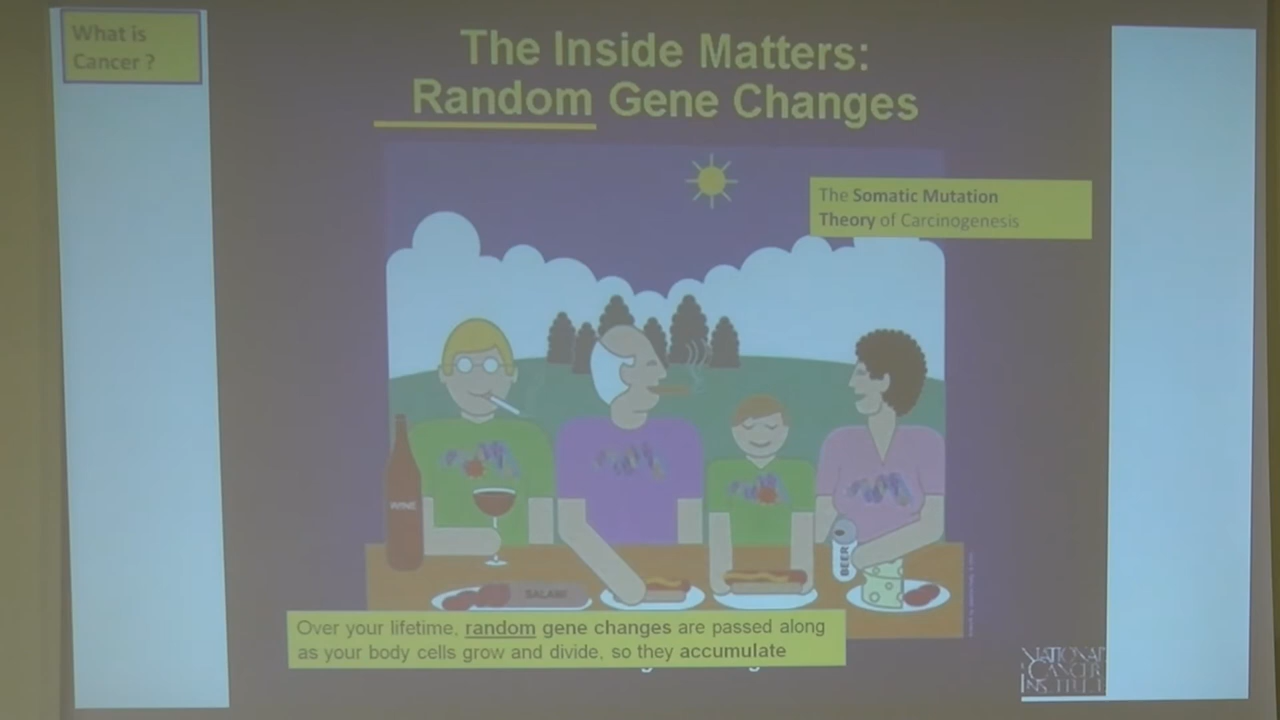 What is
Cancer ?
The Inside Matters:
Random Gene Changes
The Somatic Mutation
Theory of Carcinogenesis
WINE
BEER
SALAMI
Over your lifetime, random gene changes are passed along
as your body cells grow and divide, so they accumulate
NATIONAL
CANCER
INSTITUTE